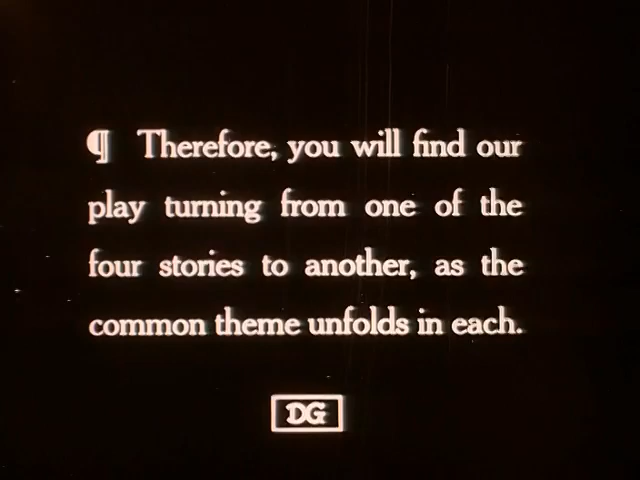 ¶ Therefore, you will find our
play turning from one of the
four stories to another, as the
common theme unfolds in each.
DG